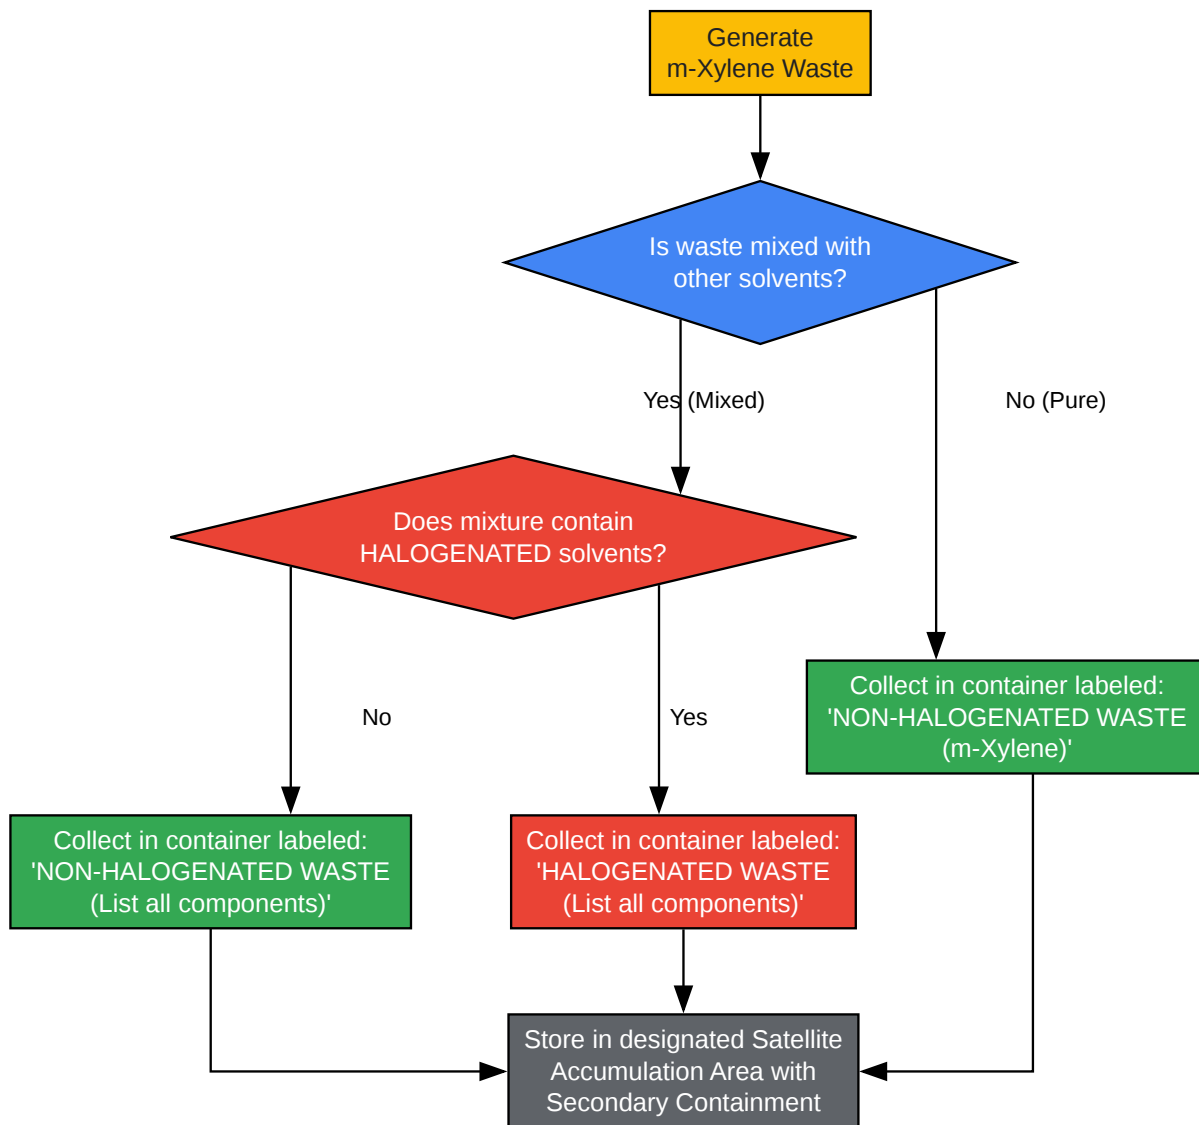 Generate
m-Xylene Waste
Is waste mixed with
other solvents?
Yes (Mixed)
No (Pure)
Does mixture contain
HALOGENATED solvents?
No
Yes
Collect in container labeled:
'NON-HALOGENATED WASTE
(m-Xylene)'
Collect in container labeled:
'NON-HALOGENATED WASTE
(List all components)'
Collect in container labeled:
'HALOGENATED WASTE
(List all components)'
Store in designated Satellite
Accumulation Area with
Secondary Containment